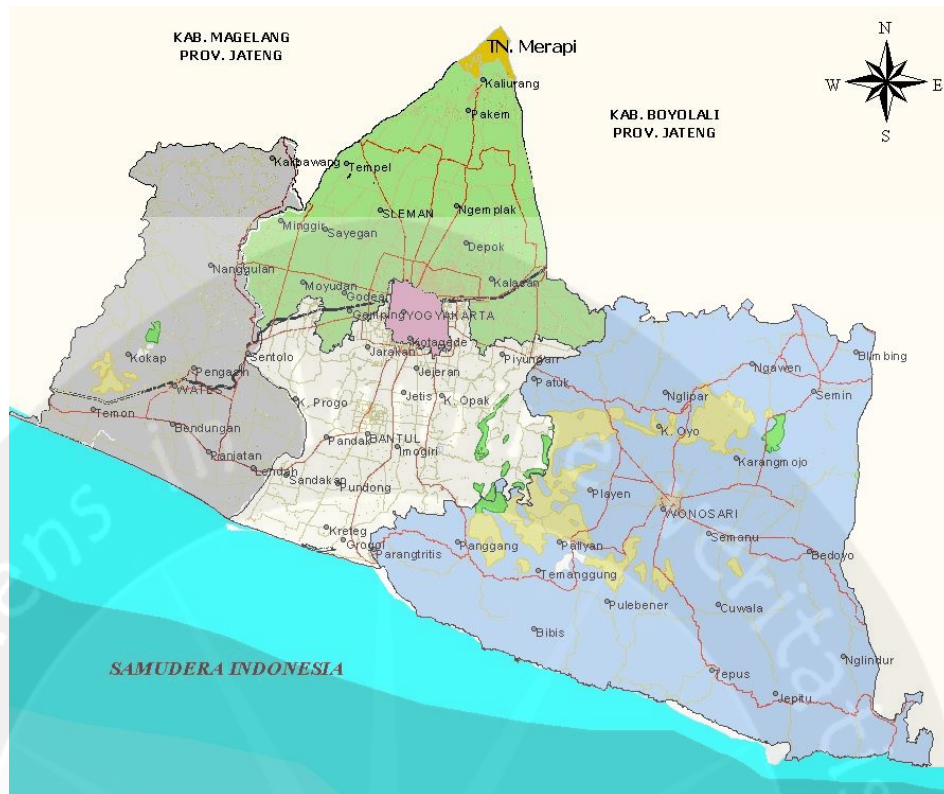 KAB. MAGELANG
PROV. JATENG
TN. Merapi
N
W
E
S
Kaliurang
Pakem
KAB. BOYOLALI
PROV. JATENG
Tempel
SLEMAN
Ngemplak
Minggir
Sayegan
Depok
Nanggulan
Moyudan
Godean
Kalasan
Gamping
YOGYAKARTA
Kotagede
Jarakan
Piyungan
Sentolo
Kokap
Pengasih
Jejeran
Blimbing
Ngawen
Patuk
WATES
Jetis
K. Opak
Nglipar
Semin
K. Progo
Temon
Bendungan
Pandak
BANTUL
Imogiri
K. Oyo
Panjatan
Lendah
Sandakan
Pundong
Karangmojo
Playen
WONOSARI
Kreteg
Grogol
Parangtritis
Panggang
Paliyan
Semanu
Bedoyo
Temanggung
Pulebener
Cuwala
Bibis
Nglindur
SAMUDERA INDONESIA
Tepus
Jepitu